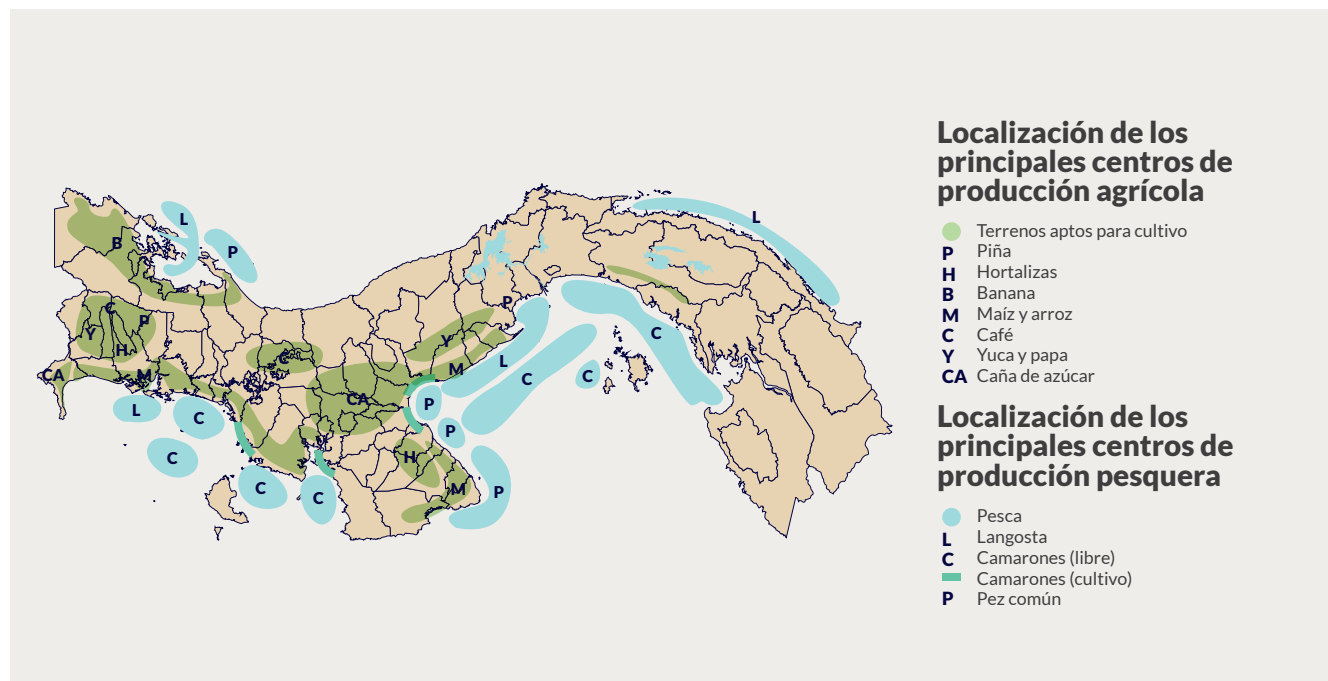 L
P
B
C
P
Y
H
CA
M
L
C
C
C
C
C
CA
P
Y
M
L
C
P
P
H
M
P
C
C
L
Localización de los
principales centros de
producción agrícola
Terrenos aptos para cultivo
P Piña
H Hortalizas
B Banana
M Maíz y arroz
C Café
Y Yuca y papa
CA Caña de azúcar
Localización de los
principales centros de
producción pesquera
Pesca
L Langosta
C Camarones (libre)
Camarones (cultivo)
P Pez común